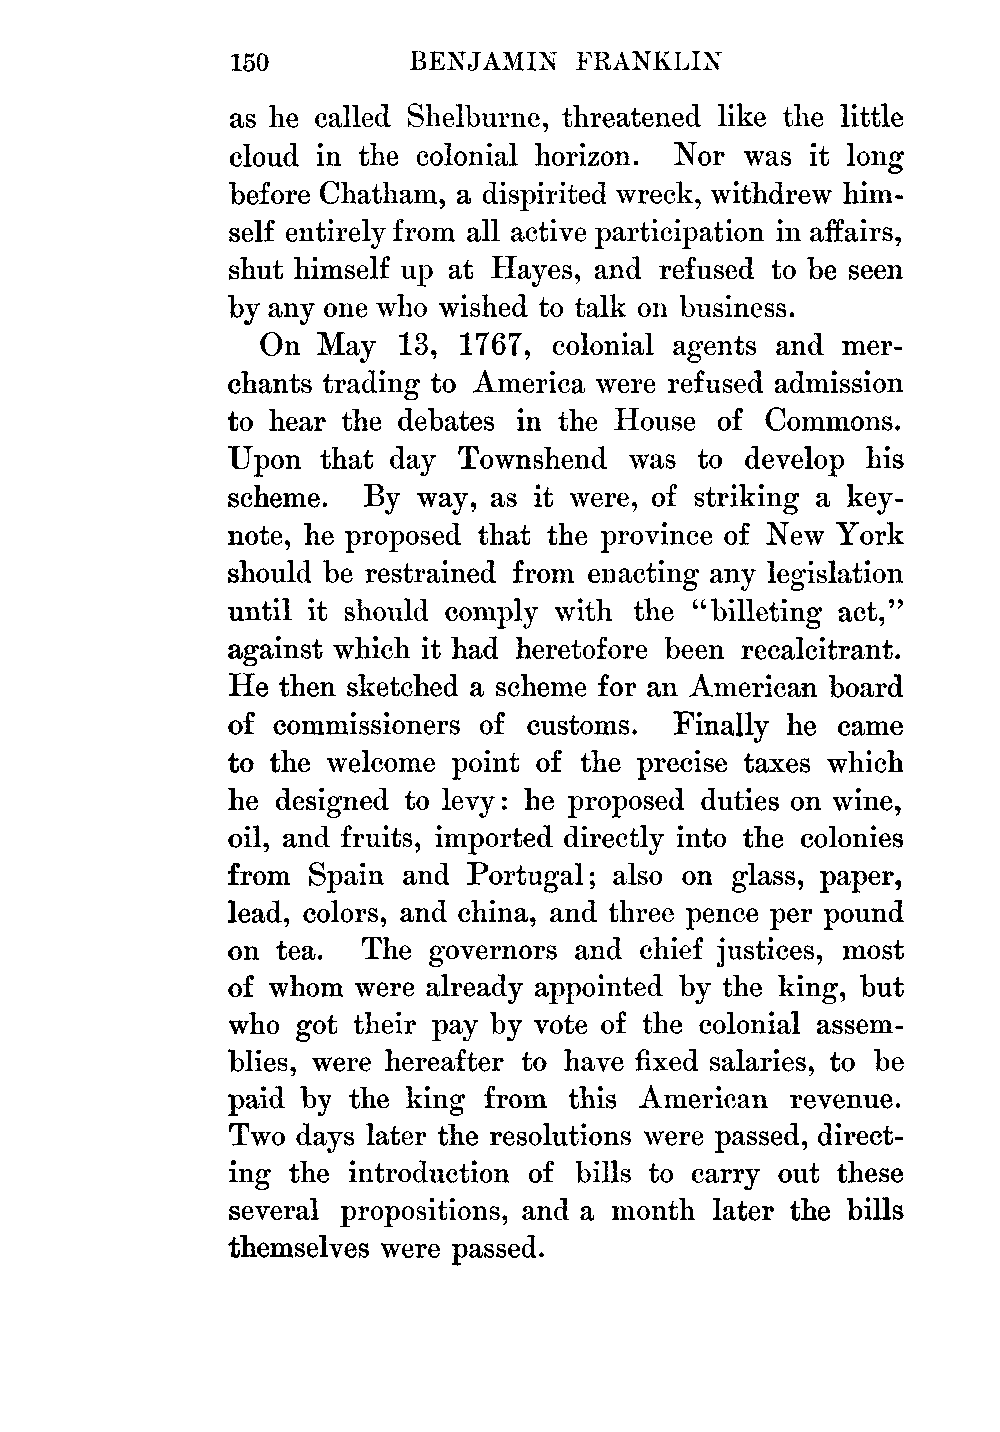 150 BENJAMIN FRANKLIN
as he called Shelburne, threatened like the little
cloud in the colonial horizon. Nor was it long
before Chatham, a dispirited wreck, withdrew him-
self entirely from all active participation in affairs,
shut himself up at Hayes, and refused to be seen
by any one who wished to talk on business.
On May 13, 1767, colonial agents and mer-
chants trading to America were refused admission
to hear the debates in the House of Commons.
Upon that day Townshend was to develop his
scheme. By way, as it were, of striking a key-
note, he proposed that the province of New York
should be restrained from enacting any legislation
until it should comply with the "billeting act,"
against which it had heretofore been recalcitrant.
He then sketched a scheme for an American board
of commissioners of customs. Finally he came
to the welcome point of the precise taxes which
he designed to levy: he proposed duties on wine,
oil, and fruits, imported directly into the colonies
from Spain and Portugal; also on glass, paper,
lead, colors, and china, and three pence per pound
on tea. The governors and chief justices, most
of whom were already appointed by the king, but
who got their pay by vote of the colonial assem-
blies, were hereafter to have fixed salaries, to be
paid by the king from this American revenue.
Two days later the resolutions were passed, direct-
ing the introduction of bills to carry out these
several propositions, and a month later the bills
themselves were passed.